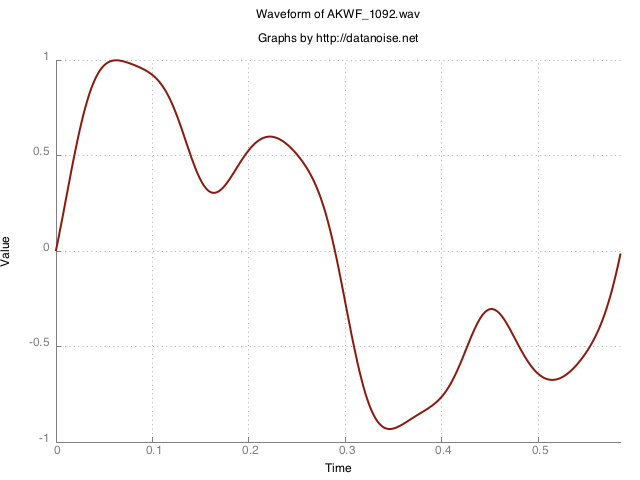 Waveform of AKWF_1092.wav
Graphs by http://datanoise.net
1
0.5
0
-0.5
-1
Value
0 0.1 0.2 0.3 0.4 0.5
Time